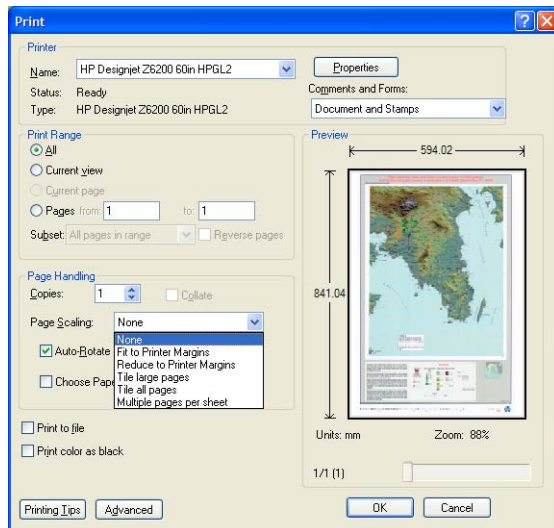 Print
Printer
Name: HP Designjet Z6200 60in HPGL2
Properties
Status: Ready
Comments and Forms:
Type: HP Designjet Z6200 60in HPGL2
Document and Stamps
Print Range
All
Current view
Current page
Pages from: 1 to: 1
Subset: All pages in range
Reverse pages
Page Handling
Copies: 1
Collate
Page Scaling: None
None
Fit to Printer Margins
Reduce to Printer Margins
Tile large pages
Tile all pages
Multiple pages per sheet
Auto-Rotate
Choose Pape
Print to file
Print color as black
Preview
594.02
841.04
Units: mm
Zoom: 88%
1/1 (1)
Printing Tips
Advanced
OK
Cancel